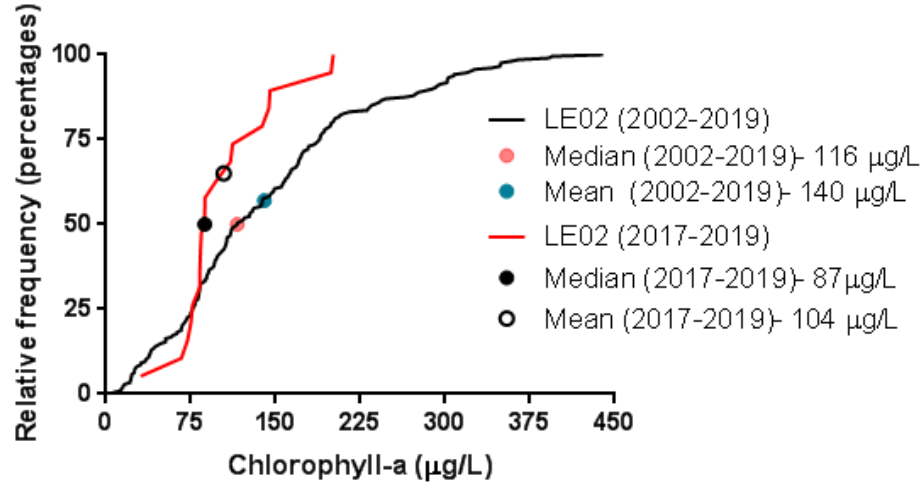 Relative frequency (percentages)
100
75
50
25
0
0 75 150 225 300 375 450
Chlorophyll-a (µg/L)
LE02 (2002-2019)
Median (2002-2019)- 116 µg/L
Mean (2002-2019)- 140 µg/L
LE02 (2017-2019)
Median (2017-2019)- 87µg/L
Mean (2017-2019)- 104 µg/L